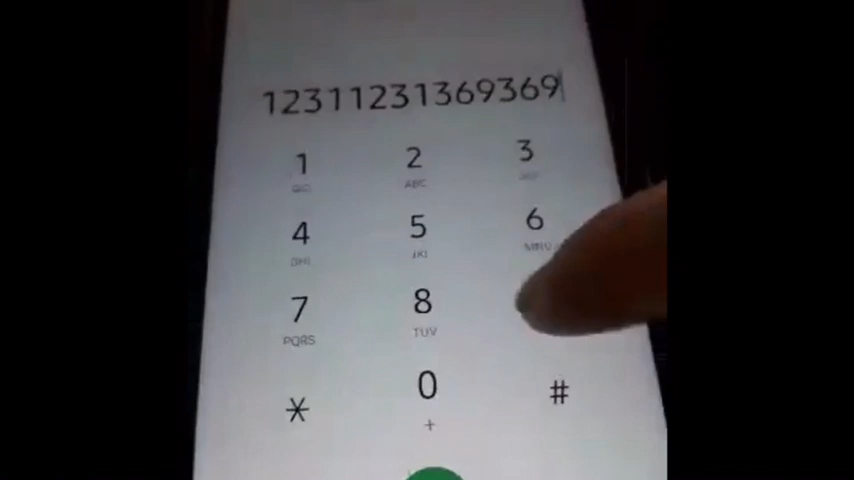 12311231369369
1 2 3
ABC
4 5 6
GHI JKL MNO
7 8
PQRS TUV
* 0 #
+